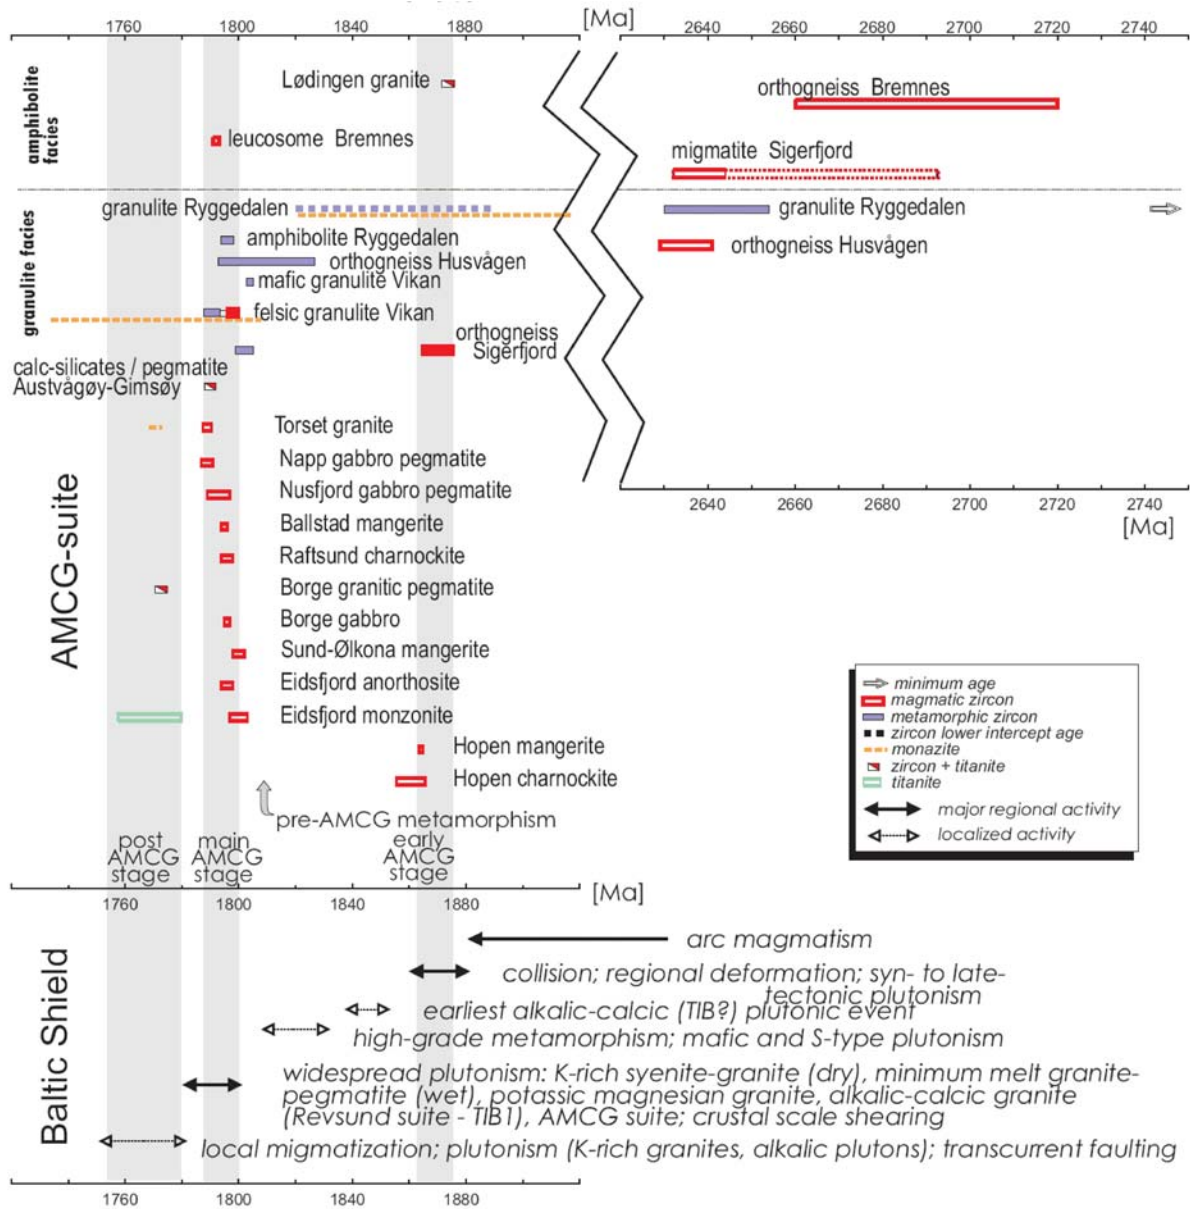 1760 1800 1840 1880 [Ma] 2640 2660 2680 2700 2720 2740
amphibolite
facies
Lødingen granite
orthogneiss Bremnes
leucosome Bremnes
migmatite Sigerfjord
granulite facies
granulite Ryggedalen
granulite Ryggedalen
amphibolite Ryggedalen
orthogneiss Husvågen
orthogneiss Husvågen
mafic granulite Vikan
felsic granulite Vikan
orthogneiss
Sigerfjord
calc-silicates / pegmatite
Austvågøy-Gimsøy
AMCG-suite
Torset granite
Napp gabbro pegmatite
Nusfjord gabbro pegmatite
2640 2660 2680 2700 2720 2740
[Ma]
Ballstad mangerite
Raftsund charnockite
Borge granitic pegmatite
Borge gabbro
Sund-Ølkona mangerite
Eidsfjord anorthosite
Eidsfjord monzonite
Hopen mangerite
Hopen charnockite
minimum age
magmatic zircon
metamorphic zircon
zircon lower intercept age
monazite
zircon + titanite
titanite
major regional activity
localized activity
pre-AMCG metamorphism
post
AMCG
stage
main
AMCG
stage
early
AMCG
stage
1760 1800 1840 1880 [Ma]
Baltic Shield
arc magmatism
collision; regional deformation; syn- to late-
tectonic plutonism
earliest alkalic-calcic (TIB?) plutonic event
high-grade metamorphism; mafic and S-type plutonism
widespread plutonism: K-rich syenite-granite (dry), minimum melt granite-
pegmatite (wet), potassic magnesian granite, alkalic-calcic granite
(Revsund suite - TIB1), AMCG suite; crustal scale shearing
local migmatization; plutonism (K-rich granites, alkalic plutons); transcurrent faulting
1760 1800 1840 1880